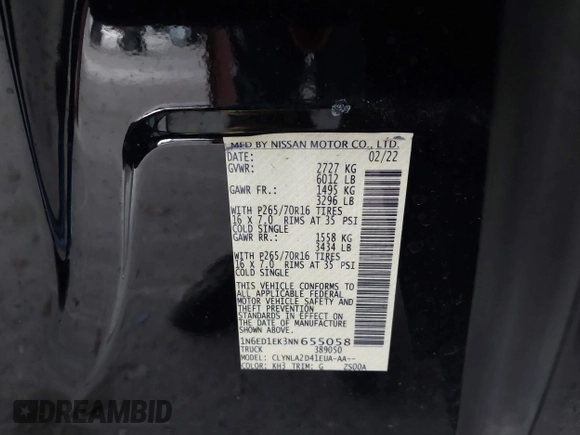 MFD BY NISSAN MOTOR CO., LTD.
DATE: 02/22
GVWR: 2727 KG
6012 LB
GAWR FR.: 1495 KG
3296 LB
WITH P265/70R16 TIRES
16 X 7.0 RIMS AT 35 PSI
COLD SINGLE
GAWR RR.: 1558 KG
3434 LB
WITH P265/70R16 TIRES
16 X 7.0 RIMS AT 35 PSI
COLD SINGLE
THIS VEHICLE CONFORMS TO
ALL APPLICABLE FEDERAL
MOTOR VEHICLE SAFETY AND
THEFT PREVENTION
STANDARDS IN EFFECT ON THE
DATE OF MANUFACTURE
1N6ED1EK3NN655058
TRUCK 389050
MODEL: CLYNLA2D41EUA-AA--
COLOR: KH3 TRIM: G ZS00A
DREAMBID